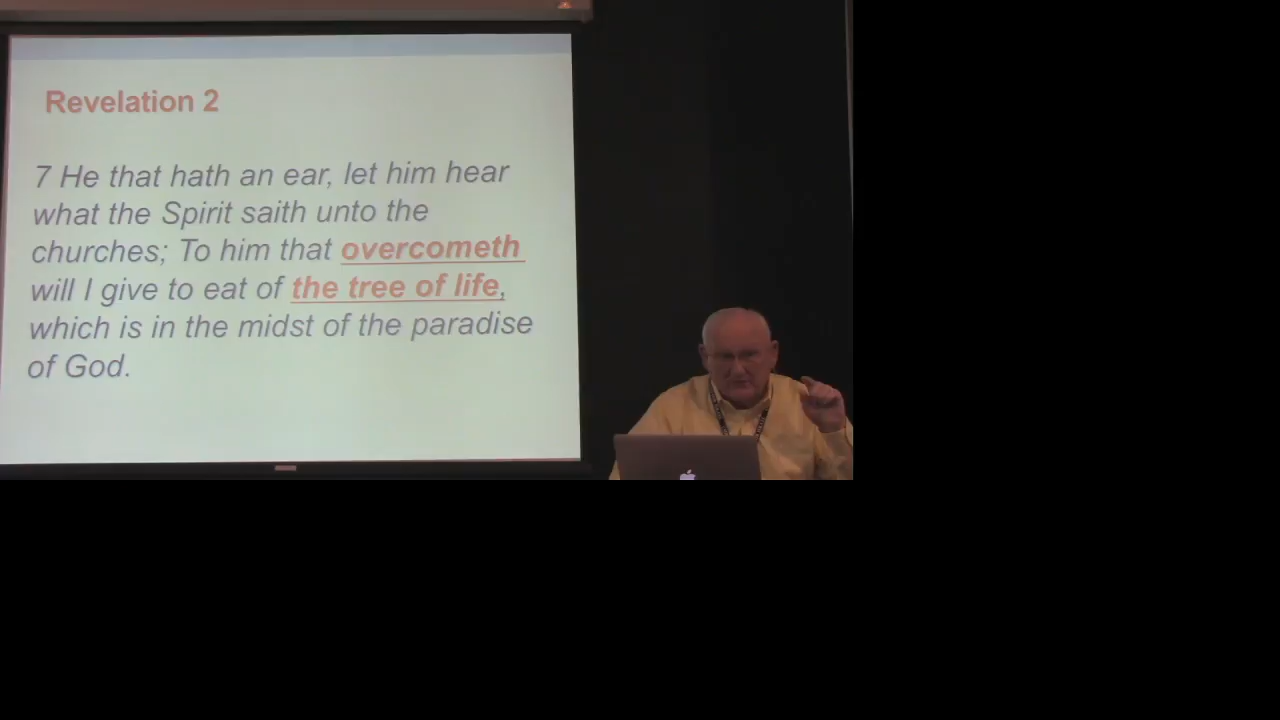 Revelation 2
7 He that hath an ear, let him hear
what the Spirit saith unto the
churches; To him that overcometh
will I give to eat of the tree of life,
which is in the midst of the paradise
of God.